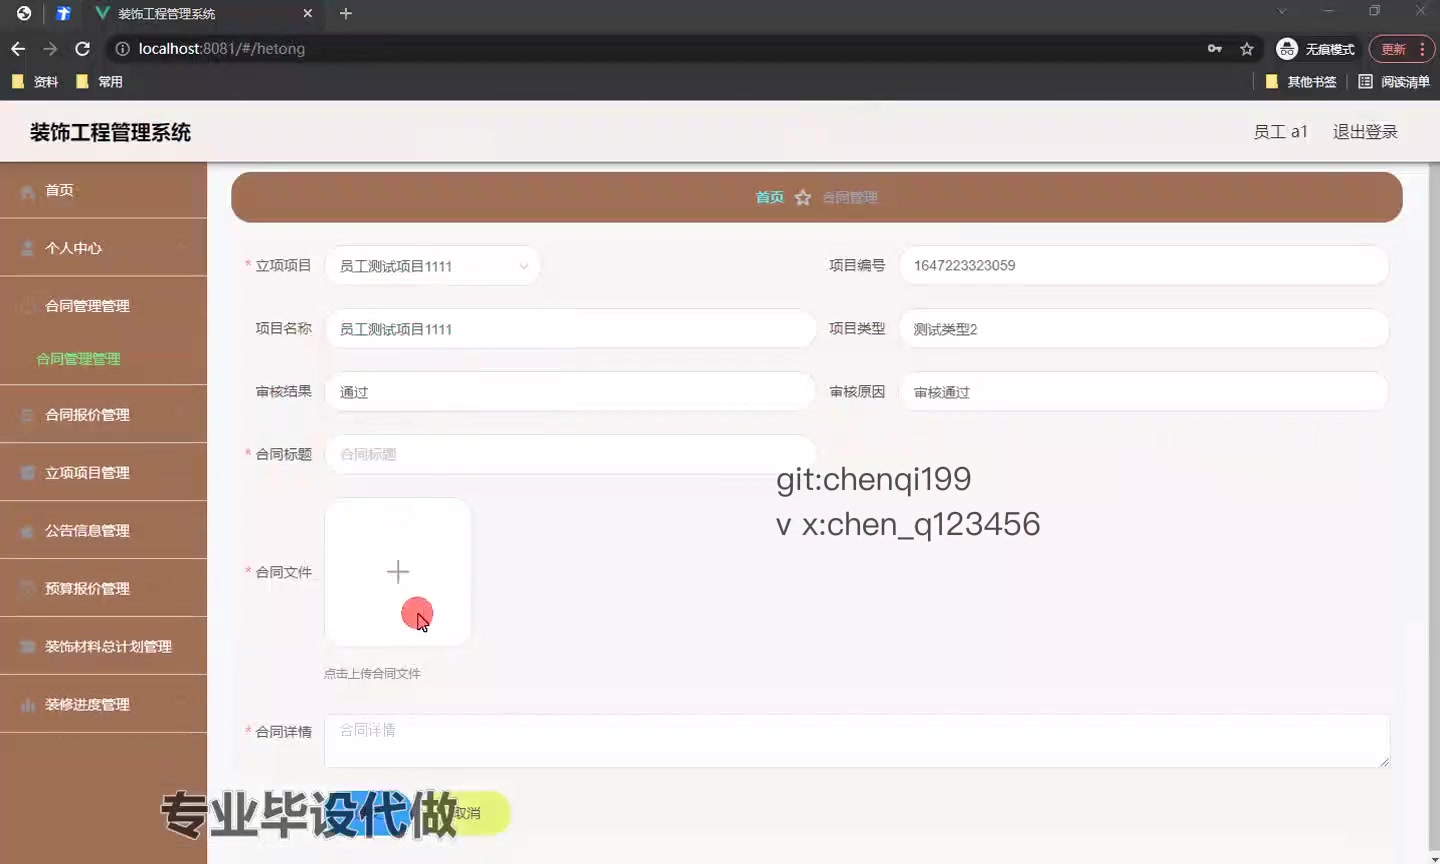 装饰工程管理系统
localhost:8081/#/hetong
无痕模式
更新
资料
常用
其他书签
阅读清单
装饰工程管理系统
员工 a1
退出登录
首页
个人中心
合同管理管理
合同管理管理
合同报价管理
立项项目管理
公告信息管理
预算报价管理
装饰材料总计划管理
装修进度管理
首页 ☆ 合同管理
* 立项项目 员工测试项目1111
项目编号 1647223323059
项目名称 员工测试项目1111
项目类型 测试类型2
审核结果 通过
审核原因 审核通过
* 合同标题 合同标题
git:chenqi199
v x:chen_q123456
* 合同文件
点击上传合同文件
* 合同详情 合同详情
取消
专业毕设代做